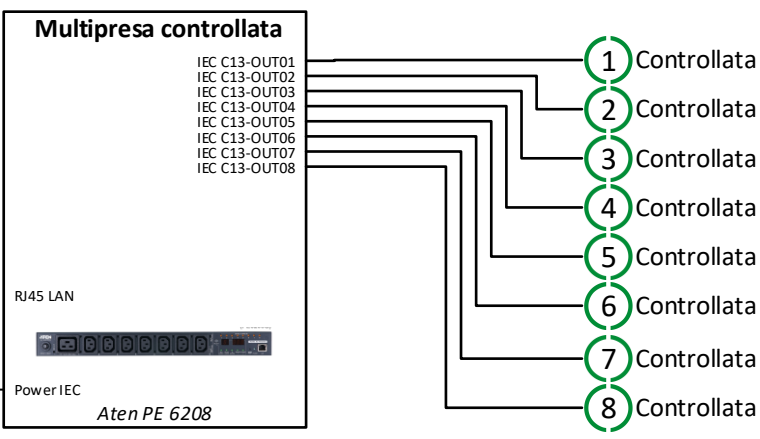 Multipresa controllata
IEC C13-OUT01
IEC C13-OUT02
IEC C13-OUT03
IEC C13-OUT04
IEC C13-OUT05
IEC C13-OUT06
IEC C13-OUT07
IEC C13-OUT08
RJ45 LAN
Power IEC
Aten PE 6208
1 Controllata
2 Controllata
3 Controllata
4 Controllata
5 Controllata
6 Controllata
7 Controllata
8 Controllata